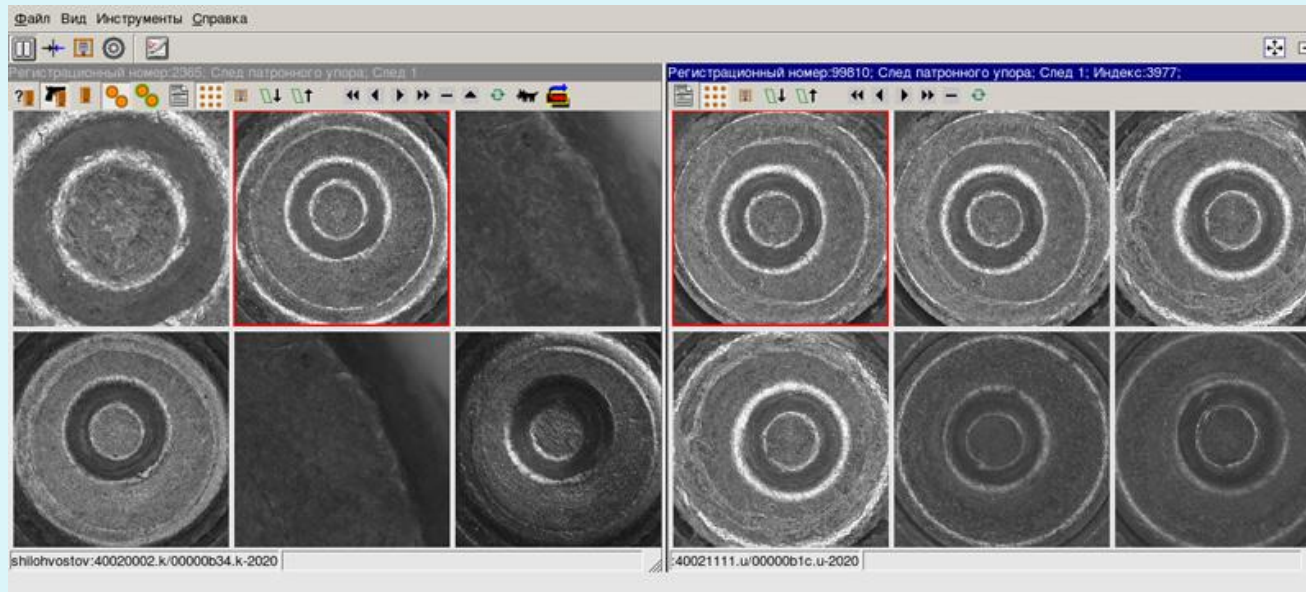 Файл Вид Инструменты Справка
Регистрационный номер:2365; След патронного упора; След 1
Регистрационный номер:99810; След патронного упора; След 1; Индекс:3977;
shilohvostov:40020002.k/00000b34.k-2020
:40021111.u/00000b1c.u-2020